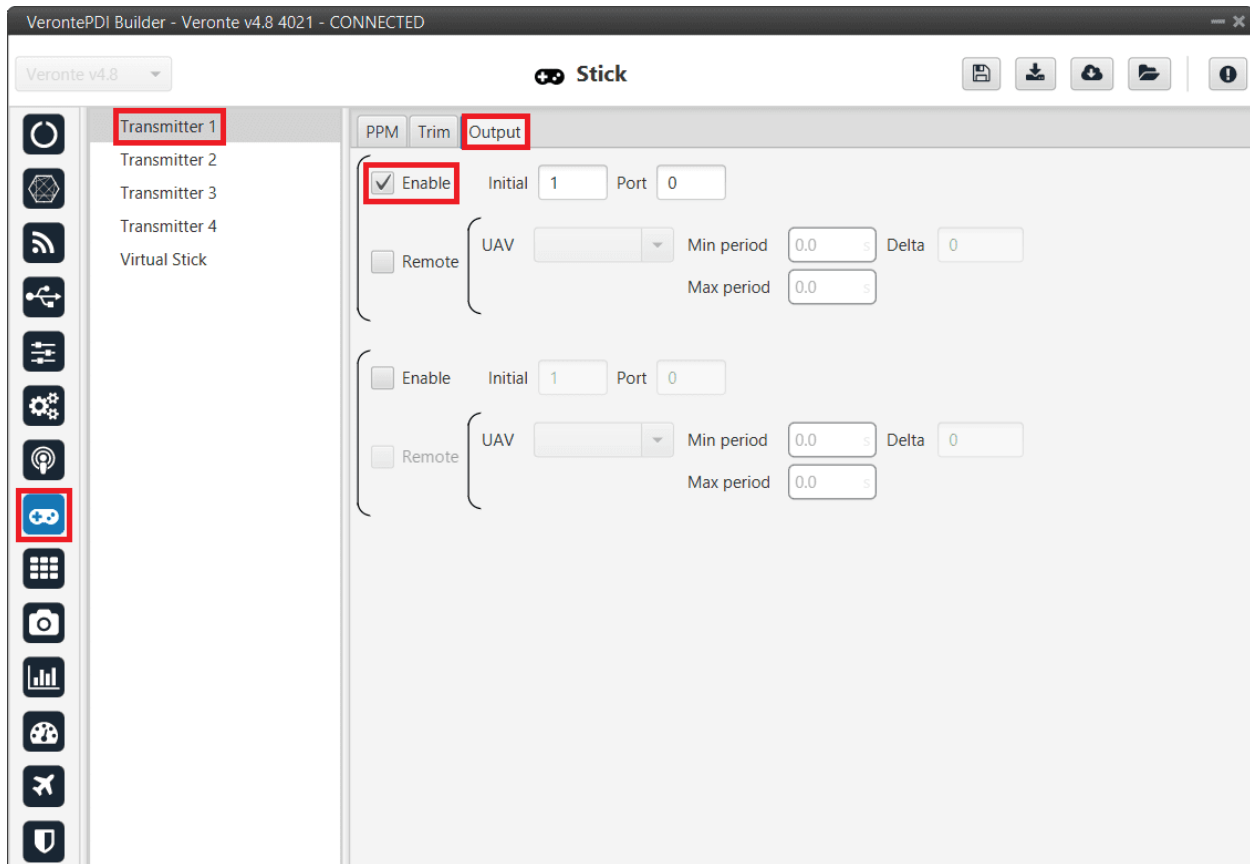 VerontePDI Builder - Veronte v4.8 4021 - CONNECTED
Veronte v4.8
Stick
Transmitter 1
Transmitter 2
Transmitter 3
Transmitter 4
Virtual Stick
PPM Trim Output
Enable Initial 1 Port 0
Remote UAV Min period 0.0 s Delta 0
Max period 0.0 s
Enable Initial 1 Port 0
Remote UAV Min period 0.0 s Delta 0
Max period 0.0 s